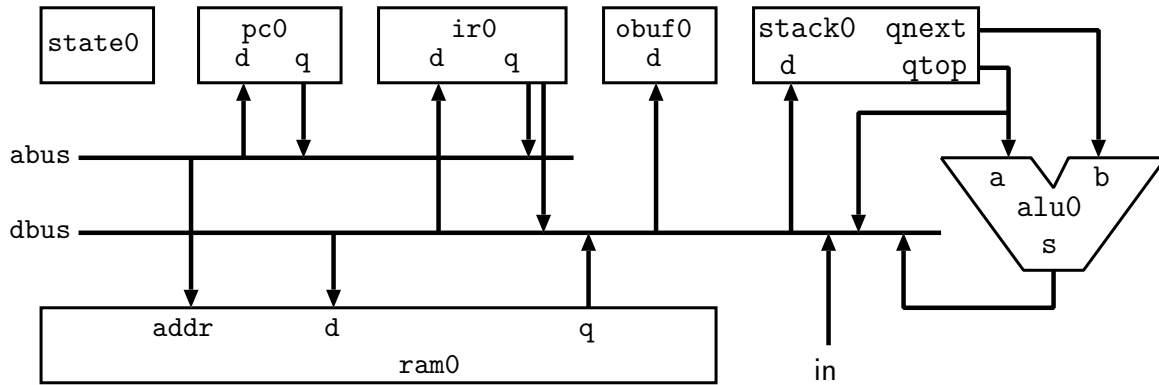 state0
pc0
d q
ir0
d q
obuf0
d
stack0 qnext
d qtop
abus
dbus
a b
alu0
s
addr d q
ram0
in